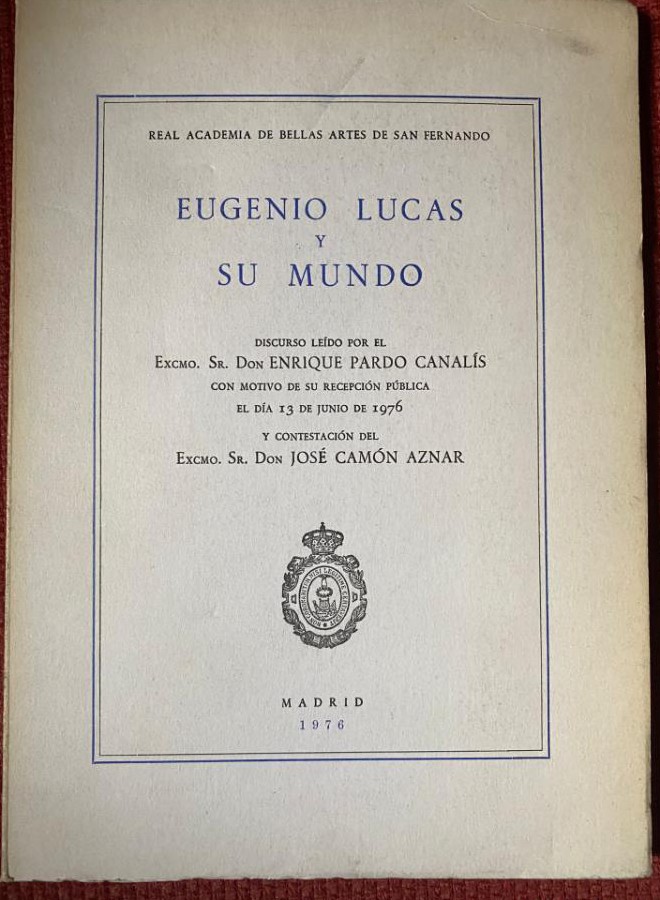 REAL ACADEMIA DE BELLAS ARTES DE SAN FERNANDO
EUGENIO LUCAS
Y
SU MUNDO
DISCURSO LEÍDO POR EL
EXCMO. SR. DON ENRIQUE PARDO CANALÍS
CON MOTIVO DE SU RECEPCIÓN PÚBLICA
EL DÍA 13 DE JUNIO DE 1976
Y CONTESTACIÓN DEL
EXCMO. SR. DON JOSÉ CAMÓN AZNAR
MADRID
1976